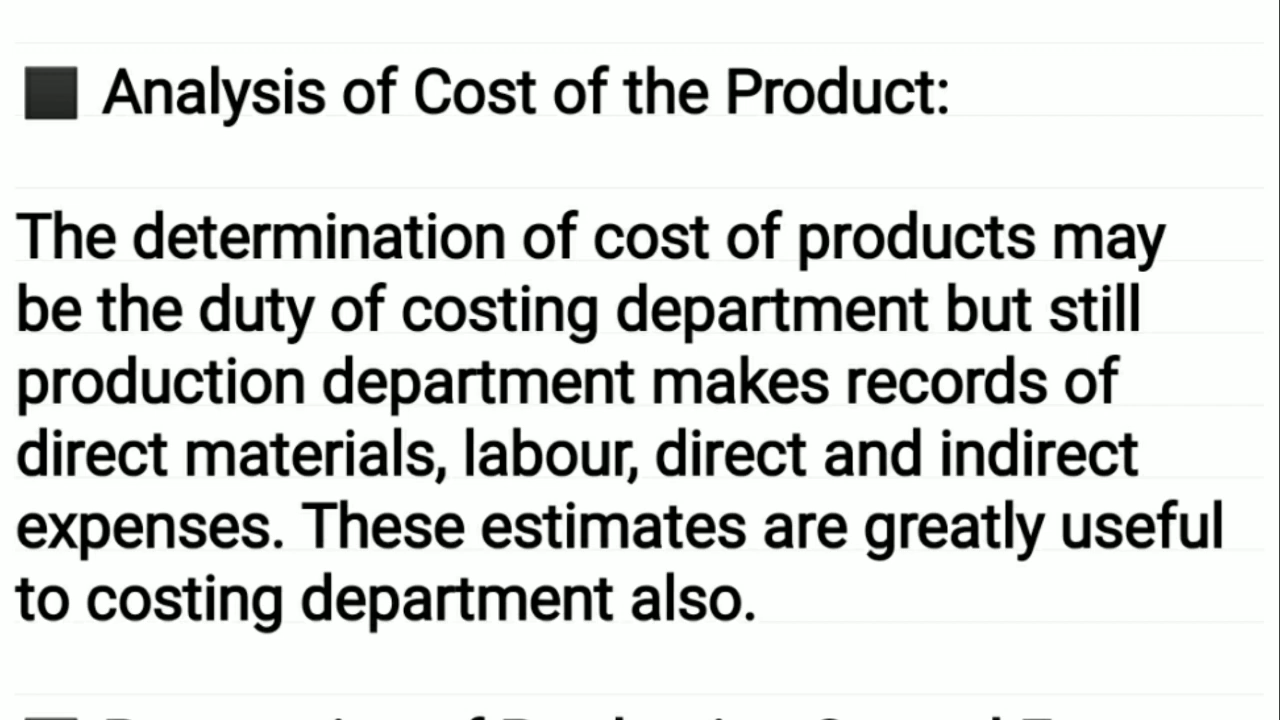 ⬛ Analysis of Cost of the Product:
The determination of cost of products may
be the duty of costing department but still
production department makes records of
direct materials, labour, direct and indirect
expenses. These estimates are greatly useful
to costing department also.